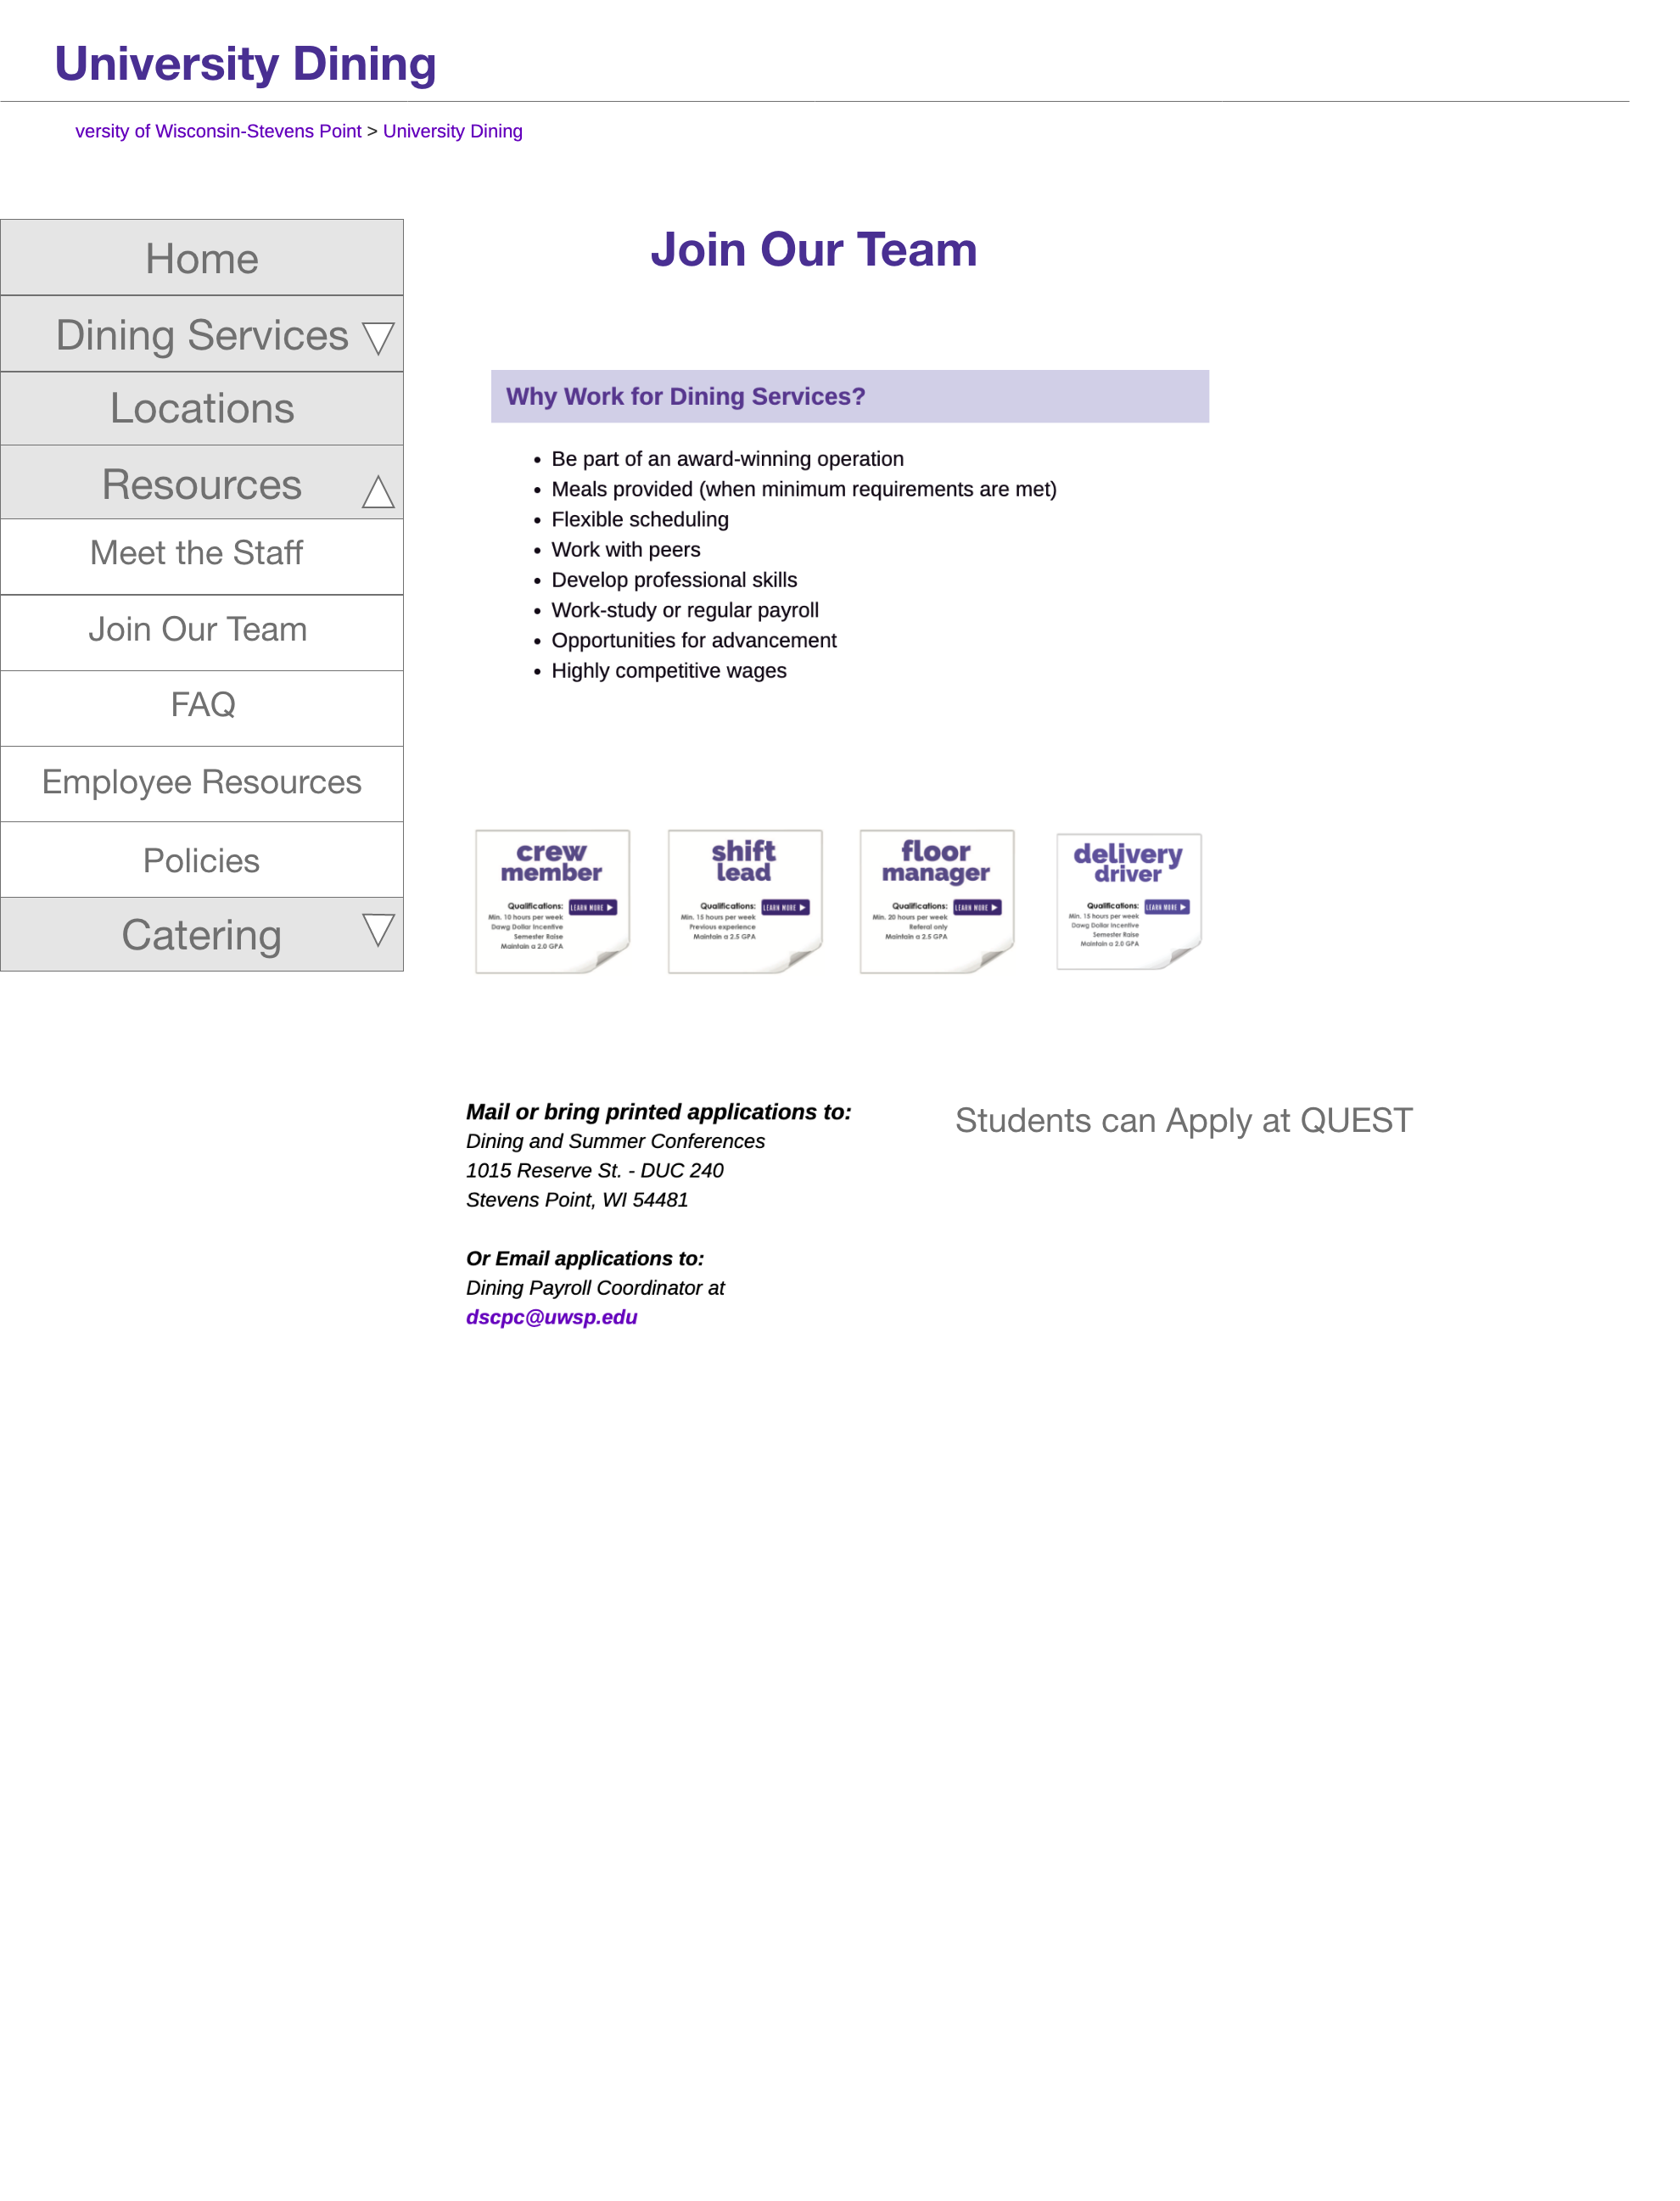 University Dining
versity of Wisconsin-Stevens Point > University Dining
Home
Dining Services
Locations
Resources
Meet the Staff
Join Our Team
FAQ
Employee Resources
Policies
Catering
Join Our Team
Why Work for Dining Services?
Be part of an award-winning operation
Meals provided (when minimum requirements are met)
Flexible scheduling
Work with peers
Develop professional skills
Work-study or regular payroll
Opportunities for advancement
Highly competitive wages
crew
member
Qualifications:
LEARN MORE
Min. 10 hours per week
Dawg Dollar Incentive
Semester Raise
Maintain a 2.0 GPA
shift
lead
Qualifications:
LEARN MORE
Min. 15 hours per week
Previous experience
Maintain a 2.5 GPA
floor
manager
Qualifications:
LEARN MORE
Min. 20 hours per week
Referal only
Maintain a 2.5 GPA
delivery
driver
Qualifications:
LEARN MORE
Min. 15 hours per week
Dawg Dollar Incentive
Semester Raise
Maintain a 2.0 GPA
Mail or bring printed applications to:
Dining and Summer Conferences
1015 Reserve St. - DUC 240
Stevens Point, WI 54481
Or Email applications to:
Dining Payroll Coordinator at
dscpc@uwsp.edu
Students can Apply at QUEST